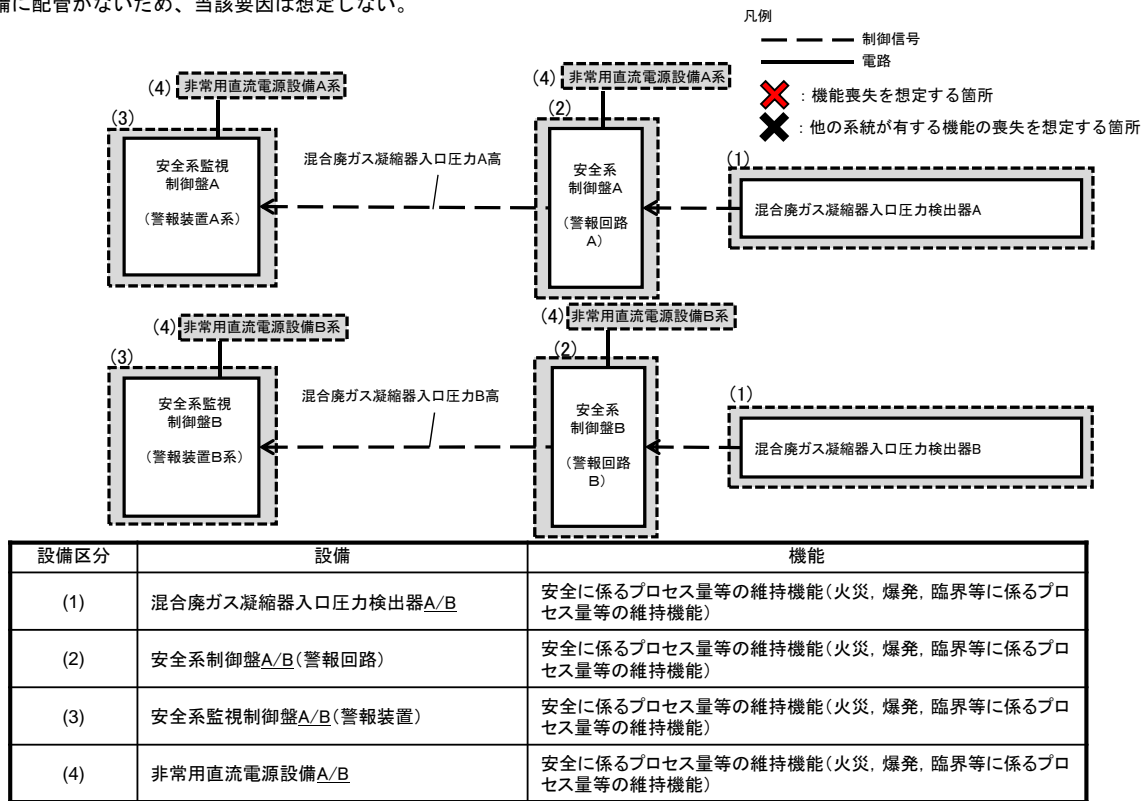 備に配管がないため、当該要因は想定しない。
凡例
制御信号
電路
：機能喪失を想定する箇所
：他の系統が有する機能の喪失を想定する箇所
(4) 非常用直流電源設備A系
(4) 非常用直流電源設備A系
(3)
(2)
(1)
安全系監視
制御盤A
(警報装置A系)
混合廃ガス凝縮器入口圧力A高
安全系
制御盤A
(警報回路
A)
混合廃ガス凝縮器入口圧力検出器A
(4) 非常用直流電源設備B系
(4) 非常用直流電源設備B系
(3)
(2)
(1)
安全系監視
制御盤B
(警報装置B系)
混合廃ガス凝縮器入口圧力B高
安全系
制御盤B
(警報回路
B)
混合廃ガス凝縮器入口圧力検出器B
設備区分 設備 機能
(1) 混合廃ガス凝縮器入口圧力検出器A/B 安全に係るプロセス量等の維持機能(火災，爆発，臨界等に係るプロ
セス量等の維持機能)
(2) 安全系制御盤A/B(警報回路) 安全に係るプロセス量等の維持機能(火災，爆発，臨界等に係るプロ
セス量等の維持機能)
(3) 安全系監視制御盤A/B(警報装置) 安全に係るプロセス量等の維持機能(火災，爆発，臨界等に係るプロ
セス量等の維持機能)
(4) 非常用直流電源設備A/B 安全に係るプロセス量等の維持機能(火災，爆発，臨界等に係るプロ
セス量等の維持機能)